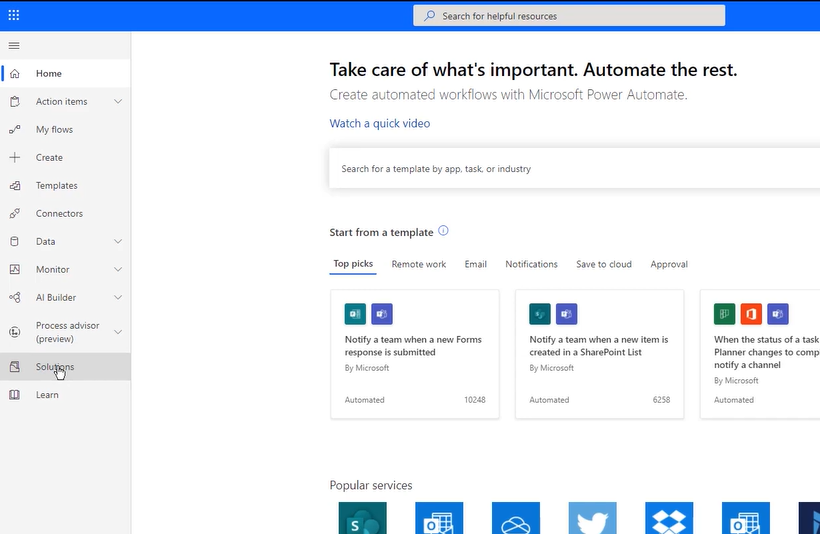 Search for helpful resources
Home
Action items
My flows
Create
Templates
Connectors
Data
Monitor
AI Builder
Process advisor
(preview)
Solutions
Learn
Take care of what's important. Automate the rest.
Create automated workflows with Microsoft Power Automate.
Watch a quick video
Search for a template by app, task, or industry
Start from a template
Top picks
Remote work
Email
Notifications
Save to cloud
Approval
Notify a team when a new Forms
response is submitted
By Microsoft
Automated
10248
Notify a team when a new item is
created in a SharePoint List
By Microsoft
Automated
6258
When the status of a task
Planner changes to comp
notify a channel
By Microsoft
Automated
Popular services
S